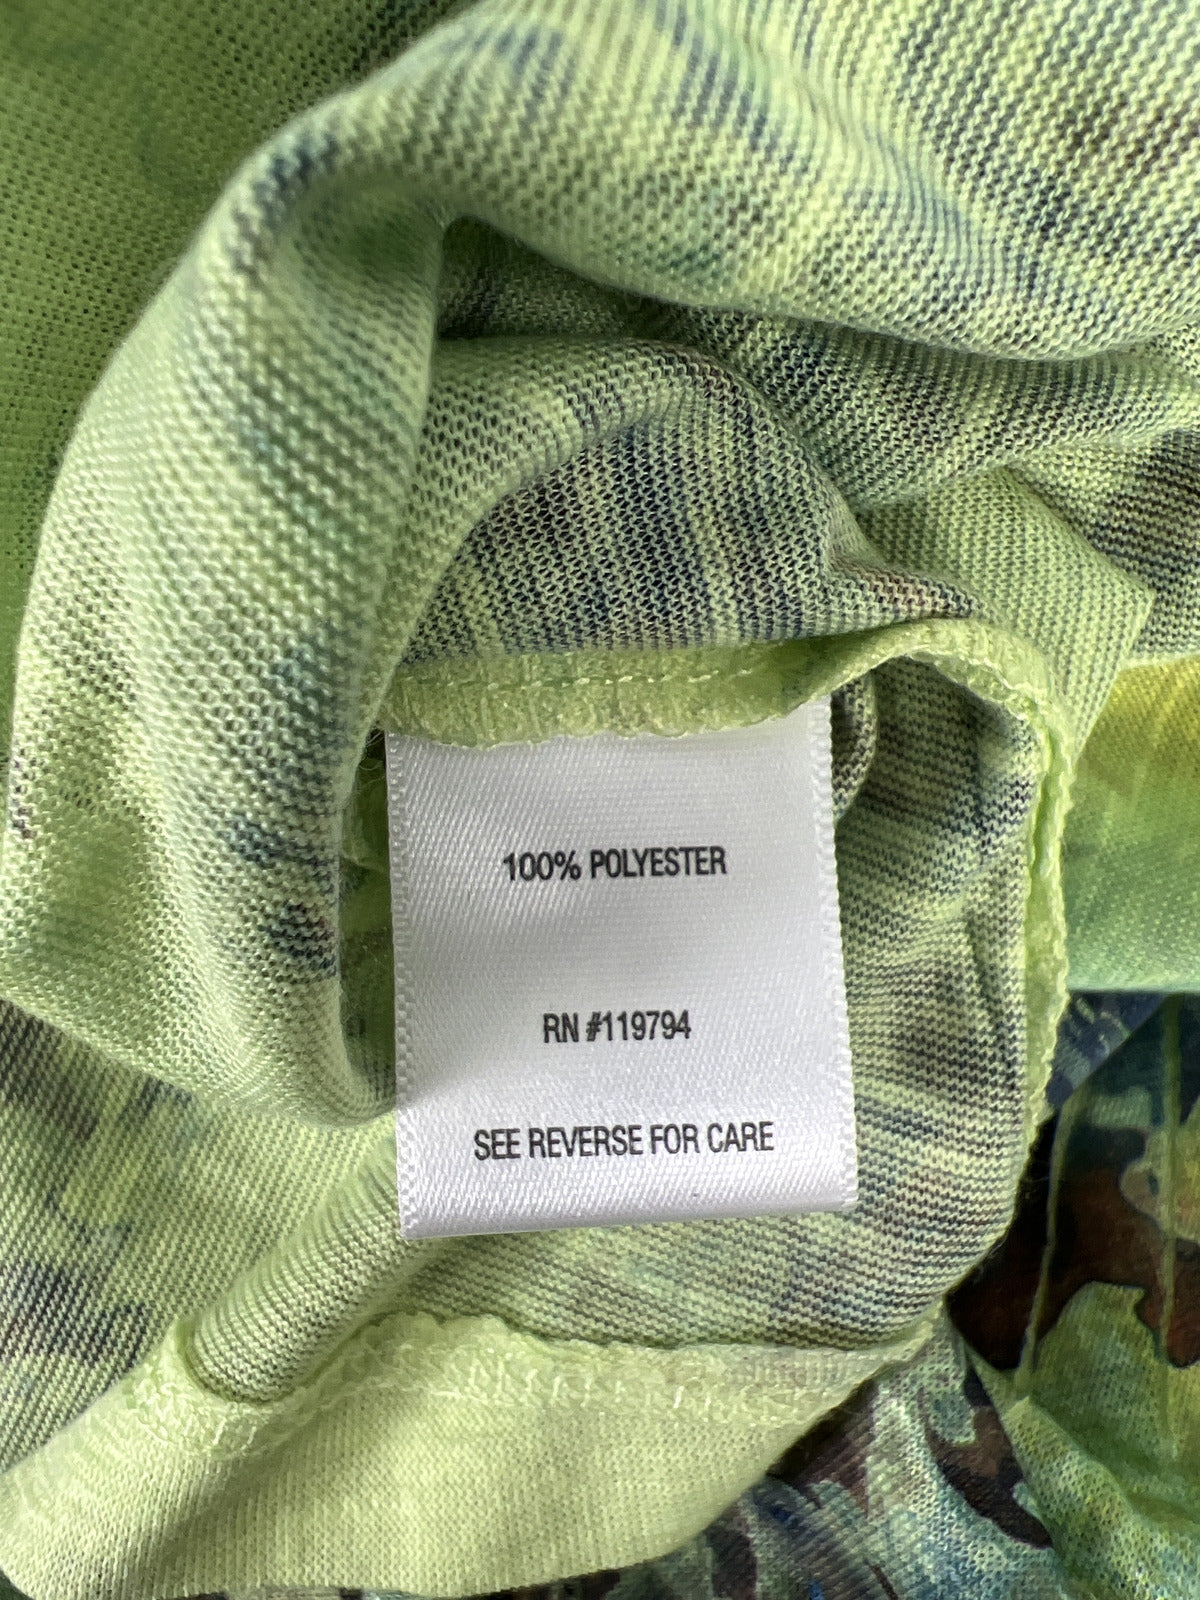 100% POLYESTER
RN #119794
SEE REVERSE FOR CARE